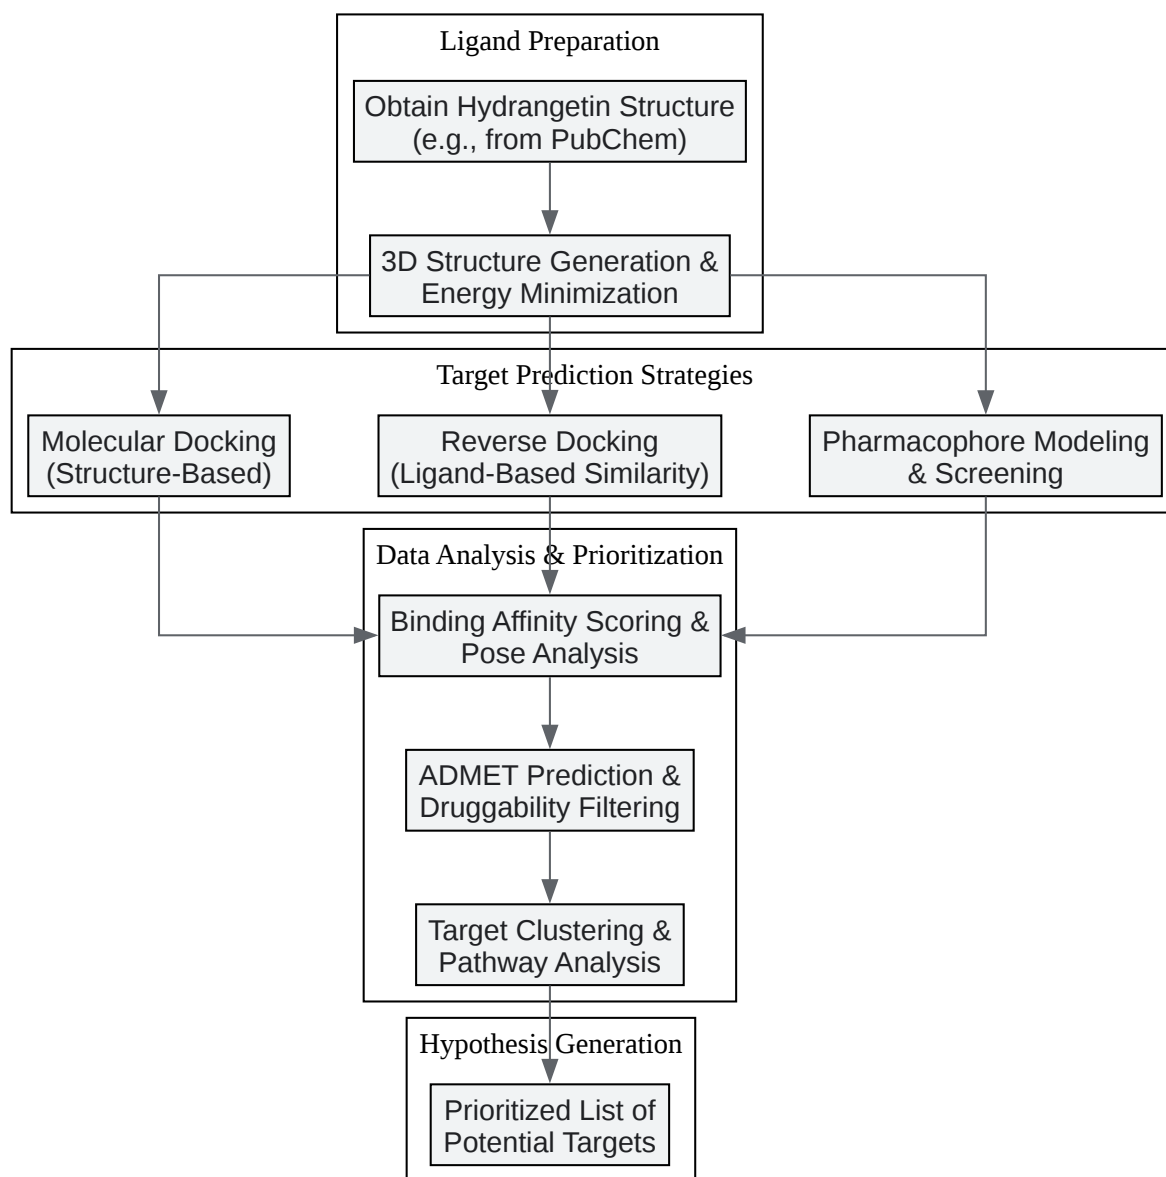 Ligand Preparation
Obtain Hydrangetin Structure
(e.g., from PubChem)
3D Structure Generation &
Energy Minimization
Target Prediction Strategies
Molecular Docking
(Structure-Based)
Reverse Docking
(Ligand-Based Similarity)
Pharmacophore Modeling
& Screening
Data Analysis & Prioritization
Binding Affinity Scoring &
Pose Analysis
ADMET Prediction &
Druggability Filtering
Target Clustering &
Pathway Analysis
Hypothesis Generation
Prioritized List of
Potential Targets